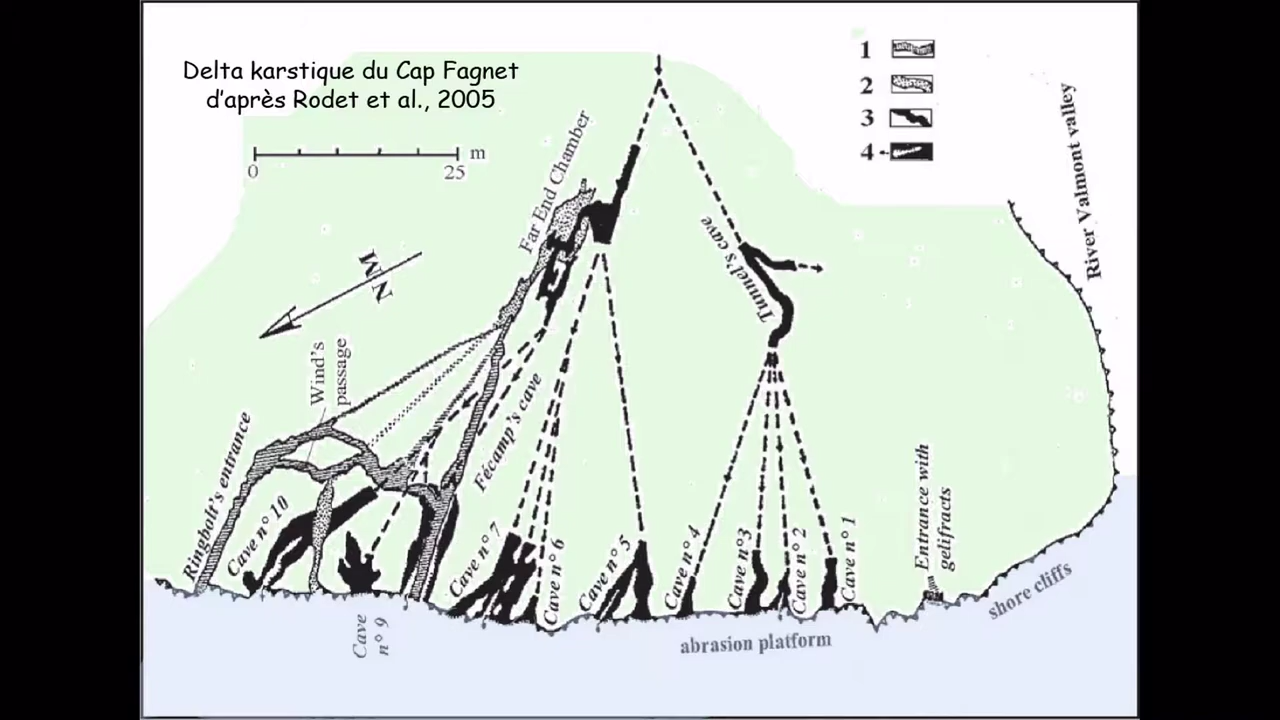 Delta karstique du Cap Fagnet
d'après Rodet et al., 2005
0
25
m
1
2
3
4
River Valmont valley
Far End Chamber
Tunnel's cave
NM
Wind's
passage
Ringbolt's entrance
Fécamp's cave
Cave n° 10
Cave
n° 9
Cave n° 7
Cave n° 6
Cave n° 5
Cave n° 4
Cave n°3
Cave n° 2
Cave n° 1
Entrance with
gelifracts
shore cliffs
abrasion platform